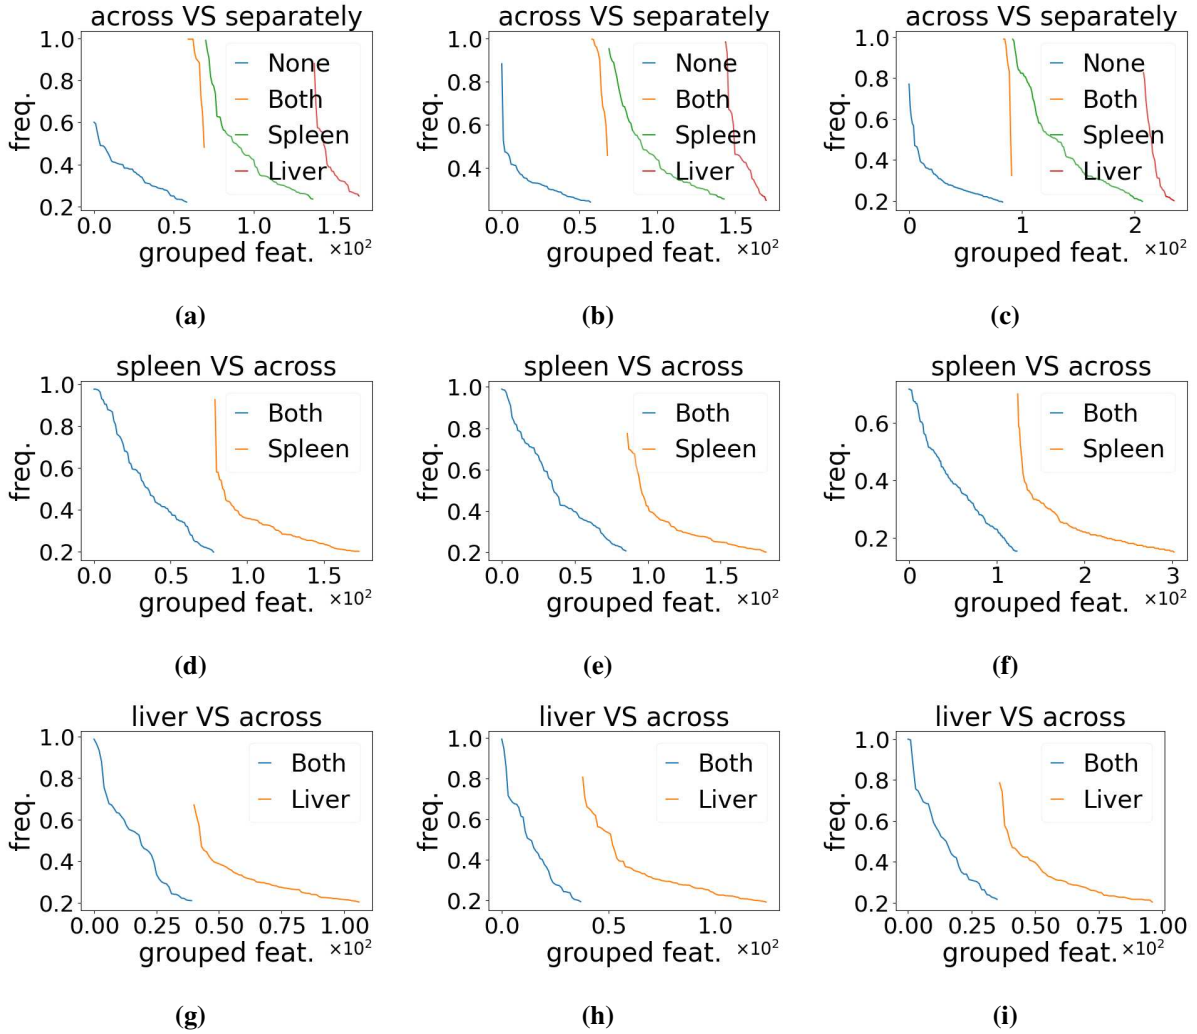 across VS separately
across VS separately
across VS separately
1.0
0.8
0.6
0.4
0.2
freq.
None
Both
Spleen
Liver
0.0 0.5 1.0 1.5
grouped feat. ×10²
1.0
0.8
0.6
0.4
freq.
None
Both
Spleen
Liver
0.0 0.5 1.0 1.5
grouped feat. ×10²
1.0
0.8
0.6
0.4
0.2
freq.
None
Both
Spleen
Liver
0 1 2
grouped feat. ×10²
(a)
(b)
(c)
spleen VS across
spleen VS across
spleen VS across
1.0
0.8
0.6
0.4
0.2
freq.
Both
Spleen
0.0 0.5 1.0 1.5
grouped feat. ×10²
1.0
0.8
0.6
0.4
0.2
freq.
Both
Spleen
0.0 0.5 1.0 1.5
grouped feat. ×10²
0.6
0.4
0.2
freq.
Both
Spleen
0 1 2 3
grouped feat. ×10²
(d)
(e)
(f)
liver VS across
liver VS across
liver VS across
1.0
0.8
0.6
0.4
0.2
freq.
Both
Liver
0.00 0.25 0.50 0.75 1.00
grouped feat. ×10²
1.0
0.8
0.6
0.4
0.2
freq.
Both
Liver
0.0 0.5 1.0
grouped feat. ×10²
1.0
0.8
0.6
0.4
0.2
freq.
Both
Liver
0.00 0.25 0.50 0.75 1.00
grouped feat. ×10²
(g)
(h)
(i)